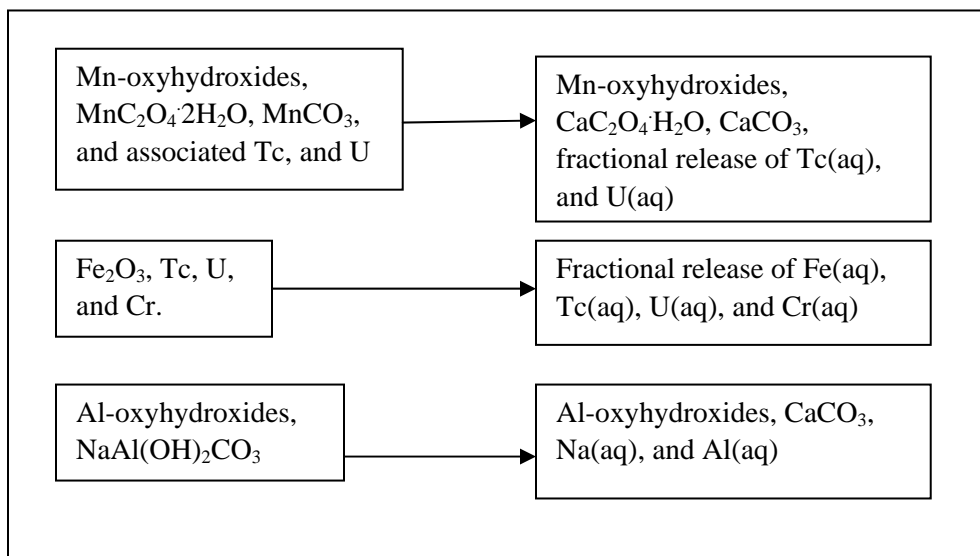 Mn-oxyhydroxides,
MnC₂O₄·2H₂O, MnCO₃,
and associated Tc, and U
Mn-oxyhydroxides,
CaC₂O₄·H₂O, CaCO₃,
fractional release of Tc(aq),
and U(aq)
Fe₂O₃, Tc, U,
and Cr.
Fractional release of Fe(aq),
Tc(aq), U(aq), and Cr(aq)
Al-oxyhydroxides,
NaAl(OH)₂CO₃
Al-oxyhydroxides, CaCO₃,
Na(aq), and Al(aq)